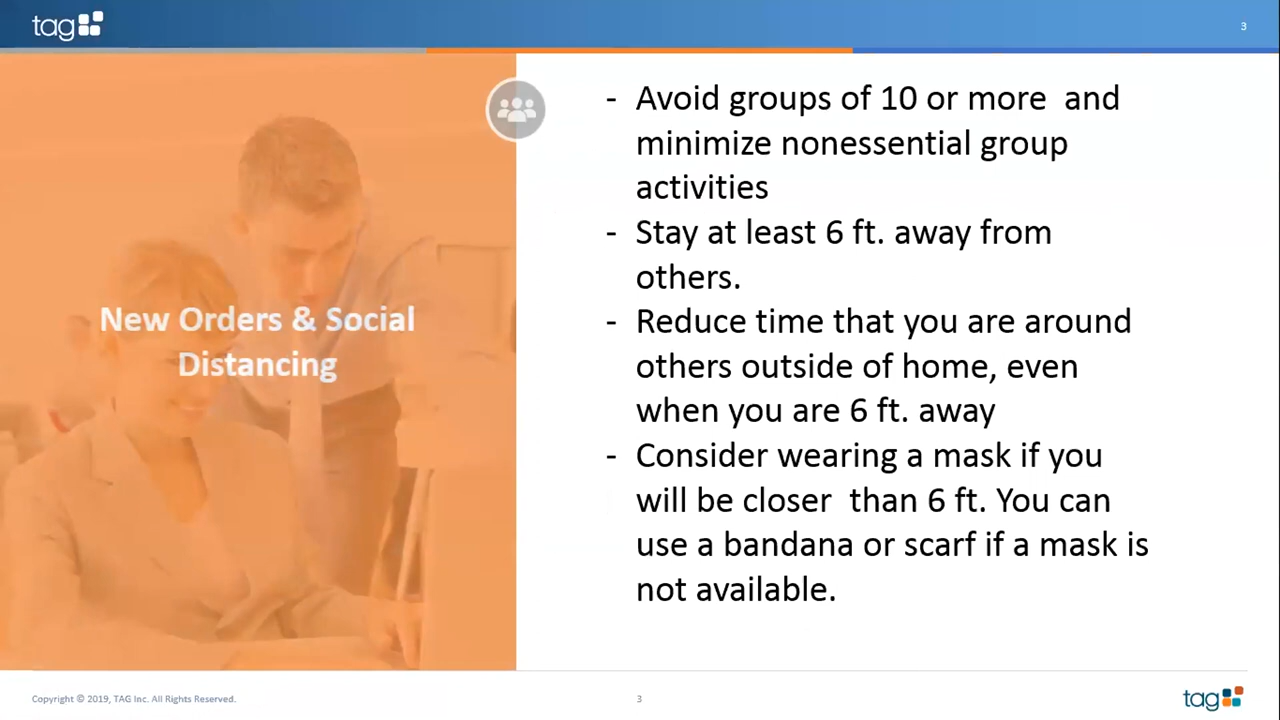 tag
3
New Orders & Social
Distancing
- Avoid groups of 10 or more  and
minimize nonessential group
activities
- Stay at least 6 ft. away from
others.
- Reduce time that you are around
others outside of home, even
when you are 6 ft. away
- Consider wearing a mask if you
will be closer  than 6 ft. You can
use a bandana or scarf if a mask is
not available.
Copyright © 2019, TAG Inc. All Rights Reserved.
3
tag